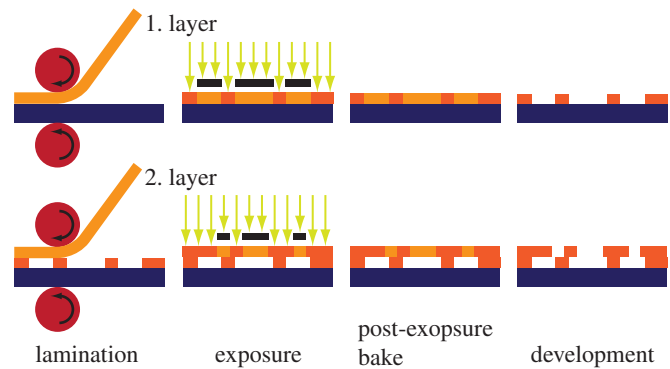 1. layer
2. layer
lamination
exposure
post-exopsure
bake
development